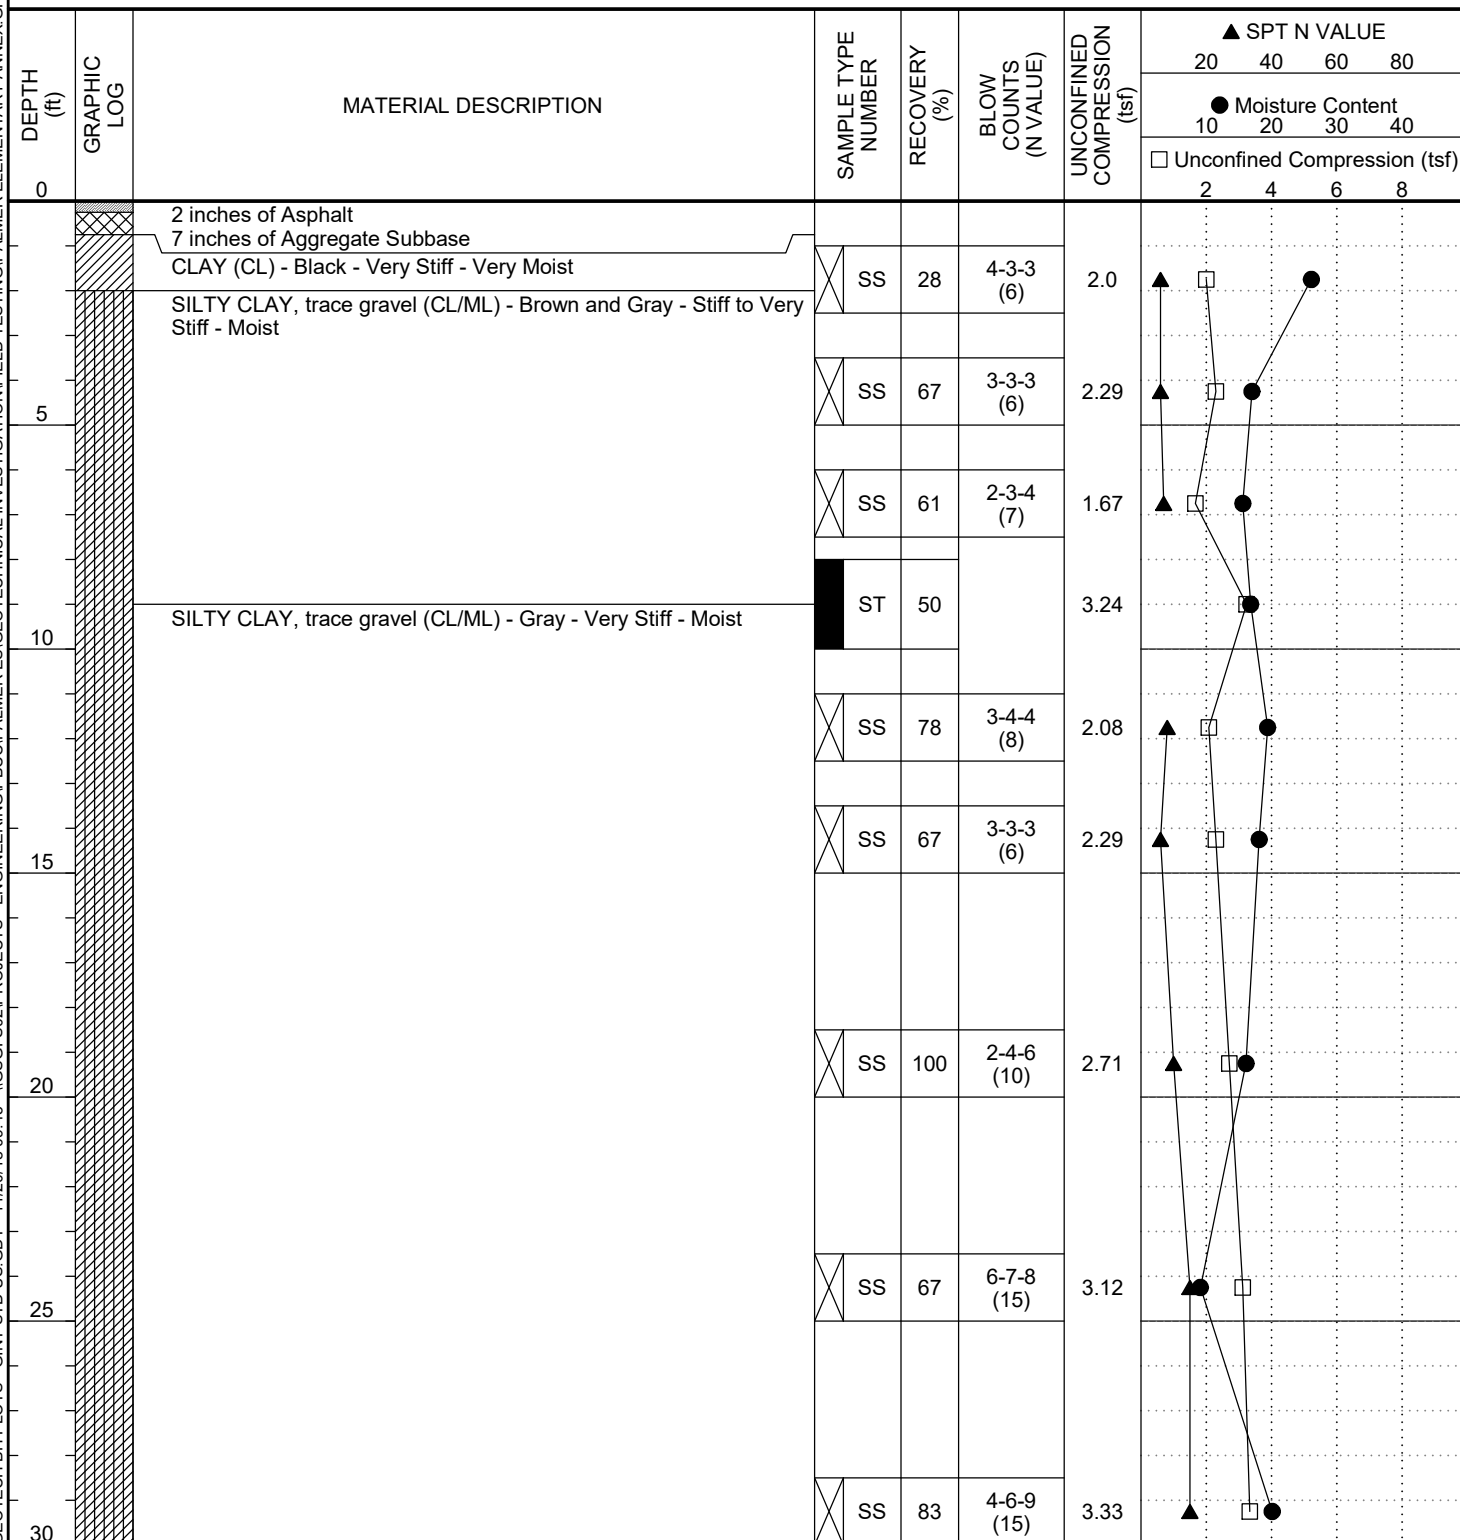 DEPTH
(ft)
GRAPHIC
LOG
MATERIAL DESCRIPTION
SAMPLE TYPE
NUMBER
RECOVERY
(%)
BLOW
COUNTS
(N VALUE)
UNCONFINED
COMPRESSION
(tsf)
▲ SPT N VALUE
20 40 60 80
● Moisture Content
10 20 30 40
□ Unconfined Compression (tsf)
2 4 6 8
0
2 inches of Asphalt
7 inches of Aggregate Subbase
CLAY (CL) - Black - Very Stiff - Very Moist
SS 28 4-3-3 2.0
(6)
SILTY CLAY, trace gravel (CL/ML) - Brown and Gray - Stiff to Very
Stiff - Moist
SS 67 3-3-3 2.29
(6)
5
SS 61 2-3-4 1.67
(7)
ST 50 3.24
SILTY CLAY, trace gravel (CL/ML) - Gray - Very Stiff - Moist
10
SS 78 3-4-4 2.08
(8)
SS 67 3-3-3 2.29
(6)
15
SS 100 2-4-6 2.71
(10)
20
SS 67 6-7-8 3.12
(15)
25
SS 83 4-6-9 3.33
(15)
30